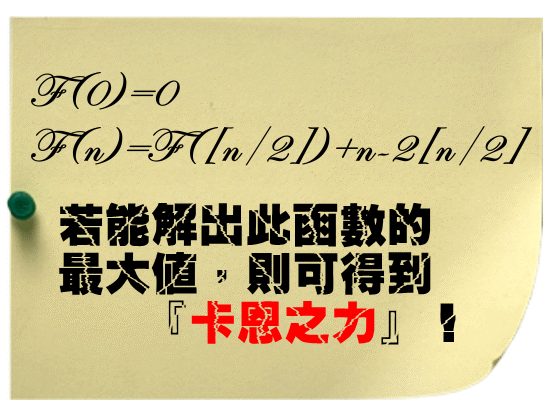 F(0)=0
F(n)=F([n/2])+n-2[n/2]
若能解出此函數的
最大值，則可得到
『卡恩之力』！